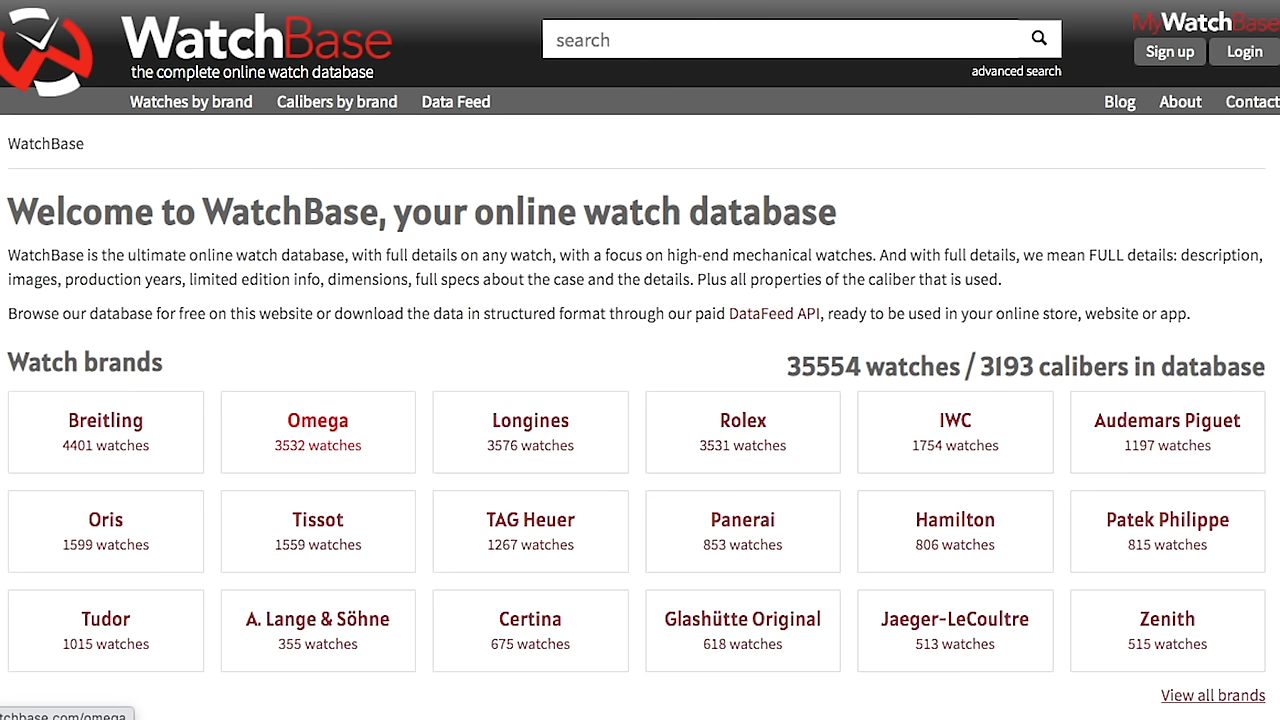 WatchBase
the complete online watch database
search
advanced search
MyWatchBase
Sign up
Login
Watches by brand
Calibers by brand
Data Feed
Blog
About
Contact
WatchBase
Welcome to WatchBase, your online watch database
WatchBase is the ultimate online watch database, with full details on any watch, with a focus on high-end mechanical watches. And with full details, we mean FULL details: description,
images, production years, limited edition info, dimensions, full specs about the case and the details. Plus all properties of the caliber that is used.
Browse our database for free on this website or download the data in structured format through our paid DataFeed API, ready to be used in your online store, website or app.
Watch brands
35554 watches / 3193 calibers in database
Breitling
4401 watches
Omega
3532 watches
Longines
3576 watches
Rolex
3531 watches
IWC
1754 watches
Audemars Piguet
1197 watches
Oris
1599 watches
Tissot
1559 watches
TAG Heuer
1267 watches
Panerai
853 watches
Hamilton
806 watches
Patek Philippe
815 watches
Tudor
1015 watches
A. Lange & Söhne
355 watches
Certina
675 watches
Glashütte Original
618 watches
Jaeger-LeCoultre
513 watches
Zenith
515 watches
View all brands
tchbase.com/omega